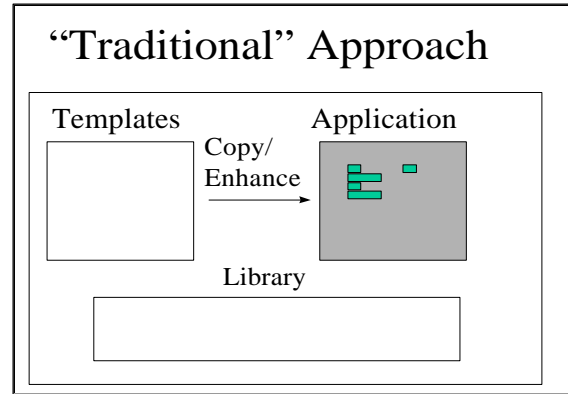 “Traditional” Approach
Templates
Application
Copy/
Enhance
Library